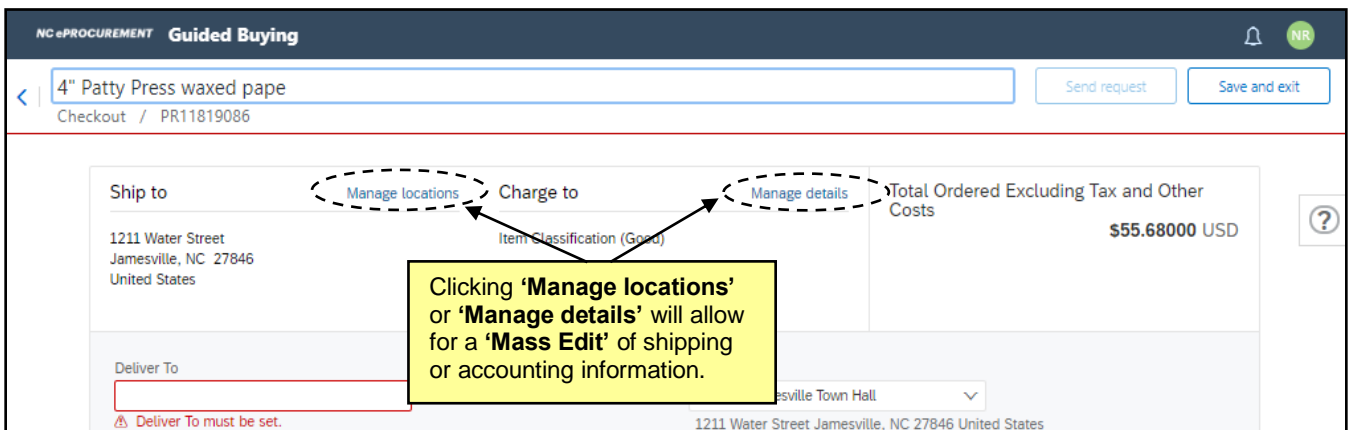 NC ePROCUREMENT Guided Buying
NR
4" Patty Press waxed pape
Send request
Save and exit
Checkout / PR11819086
Ship to
Manage locations
Charge to
Manage details
Total Ordered Excluding Tax and Other
Costs
$55.68000 USD
1211 Water Street
Jamesville, NC 27846
United States
Item Classification (Good)
?
Clicking ‘Manage locations’
or ‘Manage details’ will allow
for a ‘Mass Edit’ of shipping
or accounting information.
Deliver To
Deliver To must be set.
esville Town Hall
1211 Water Street Jamesville, NC 27846 United States